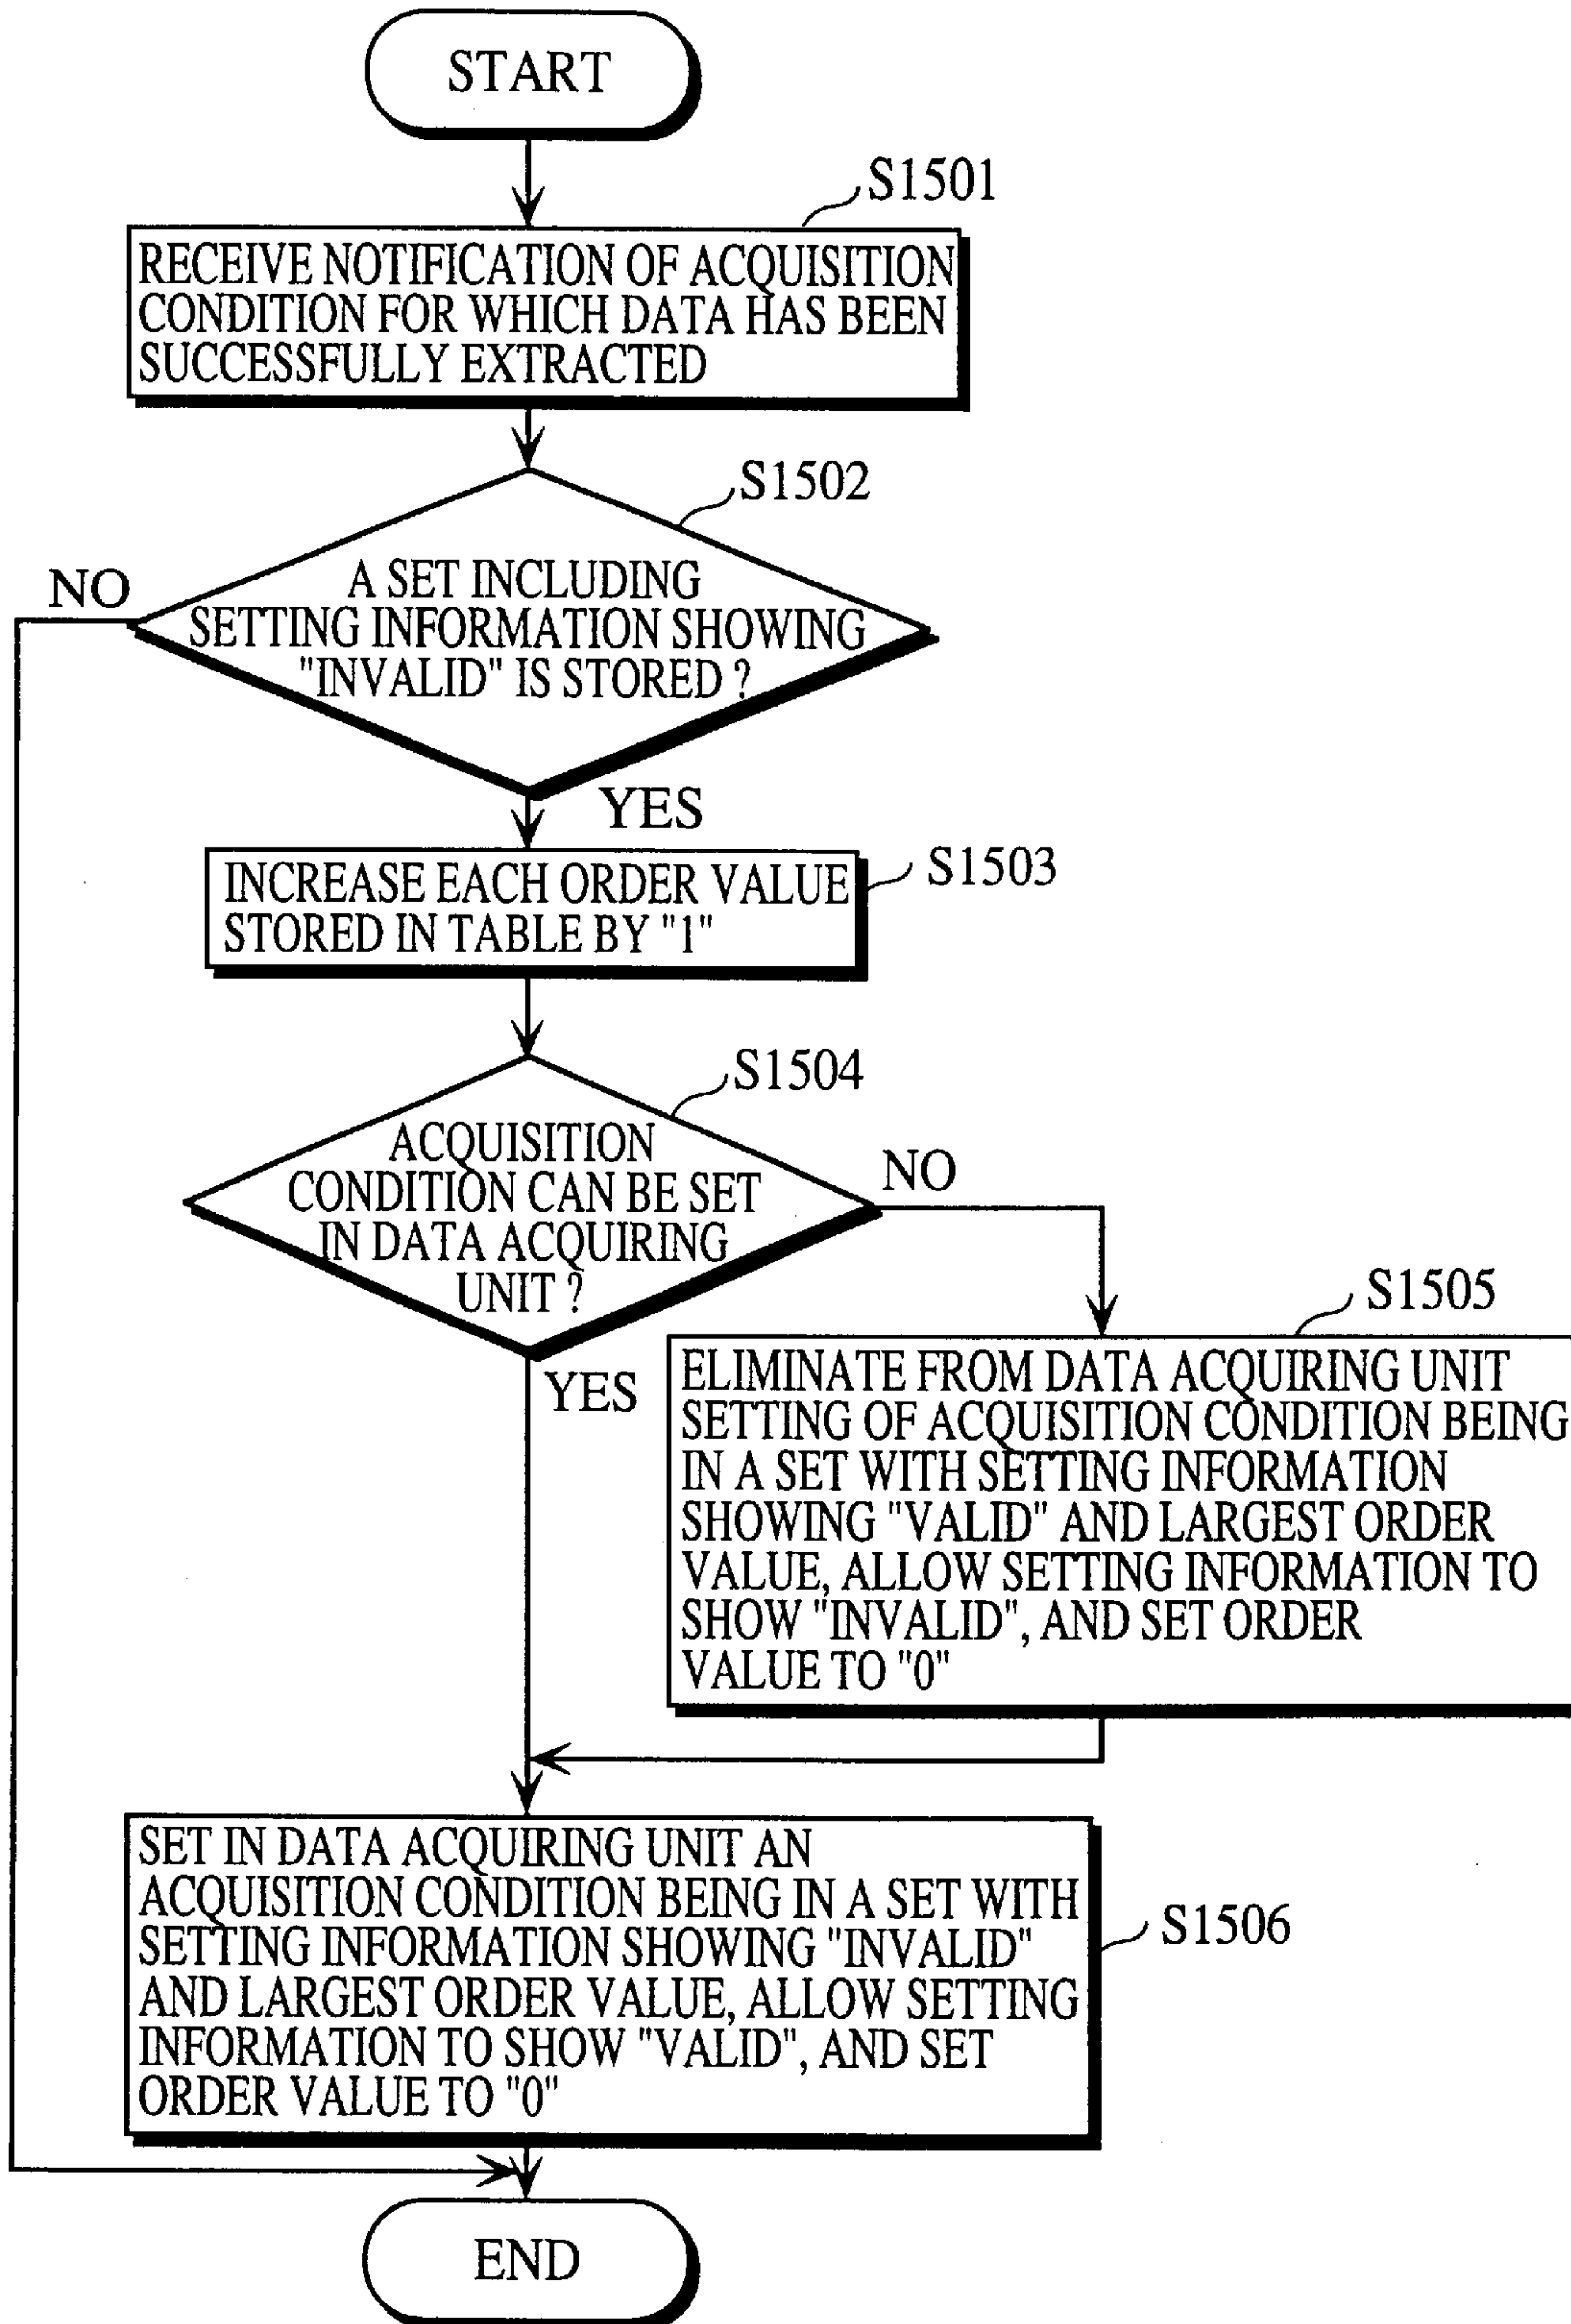 START
S1501
RECEIVE NOTIFICATION OF ACQUISITION
CONDITION FOR WHICH DATA HAS BEEN
SUCCESSFULLY EXTRACTED
S1502
NO
A SET INCLUDING
SETTING INFORMATION SHOWING
"INVALID" IS STORED ?
YES
S1503
INCREASE EACH ORDER VALUE
STORED IN TABLE BY "1"
S1504
ACQUISITION
CONDITION CAN BE SET
IN DATA ACQUIRING
UNIT ?
NO
YES
S1505
ELIMINATE FROM DATA ACQUIRING UNIT
SETTING OF ACQUISITION CONDITION BEING
IN A SET WITH SETTING INFORMATION
SHOWING "VALID" AND LARGEST ORDER
VALUE, ALLOW SETTING INFORMATION TO
SHOW "INVALID", AND SET ORDER
VALUE TO "0"
SET IN DATA ACQUIRING UNIT AN
ACQUISITION CONDITION BEING IN A SET WITH
SETTING INFORMATION SHOWING "INVALID"
AND LARGEST ORDER VALUE, ALLOW SETTING
INFORMATION TO SHOW "VALID", AND SET
ORDER VALUE TO "0"
S1506
END